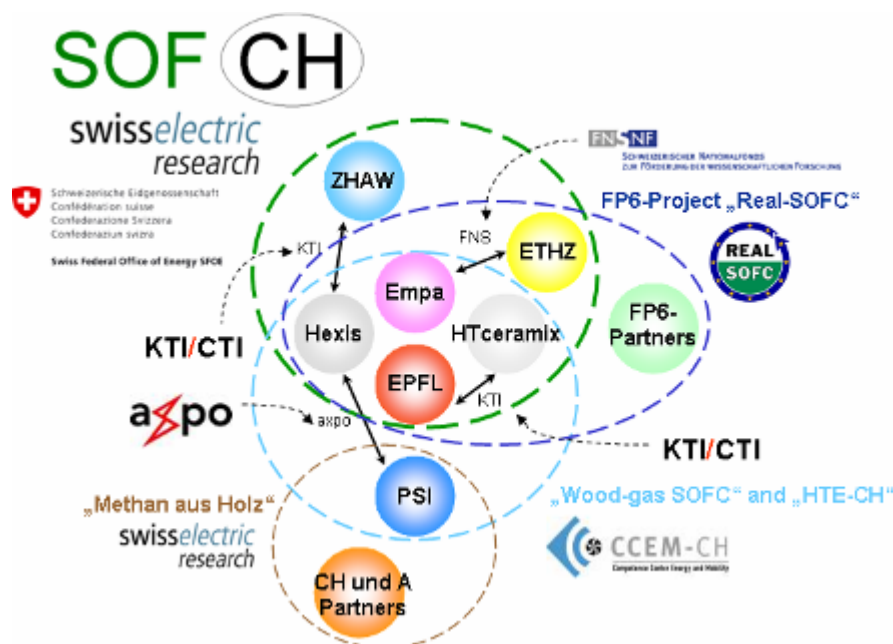 SOF CH
swisselectric
research
Schweizerische Eidgenossenschaft
Confédération suisse
Confederazione Svizzera
Confederaziun svizra
Swiss Federal Office of Energy SFOE
FNSNF
SCHWEIZERISCHER NATIONALFONDS
ZUR FÖRDERUNG DER WISSENSCHAFTLICHEN FORSCHUNG
ZHAW
FP6-Project „Real-SOFC“
KTI
FNS
ETHZ
REAL
SOFC
Empa
Hexis
HTceramix
FP6-
Partners
KTI/CTI
EPFL
KTI
axpo
axpo
KTI/CTI
PSI
„Methan aus Holz“
swisselectric
research
„Wood-gas SOFC“ and „HTE-CH“
CCEM-CH
Competence Center Energy and Mobility
CH und A
Partners